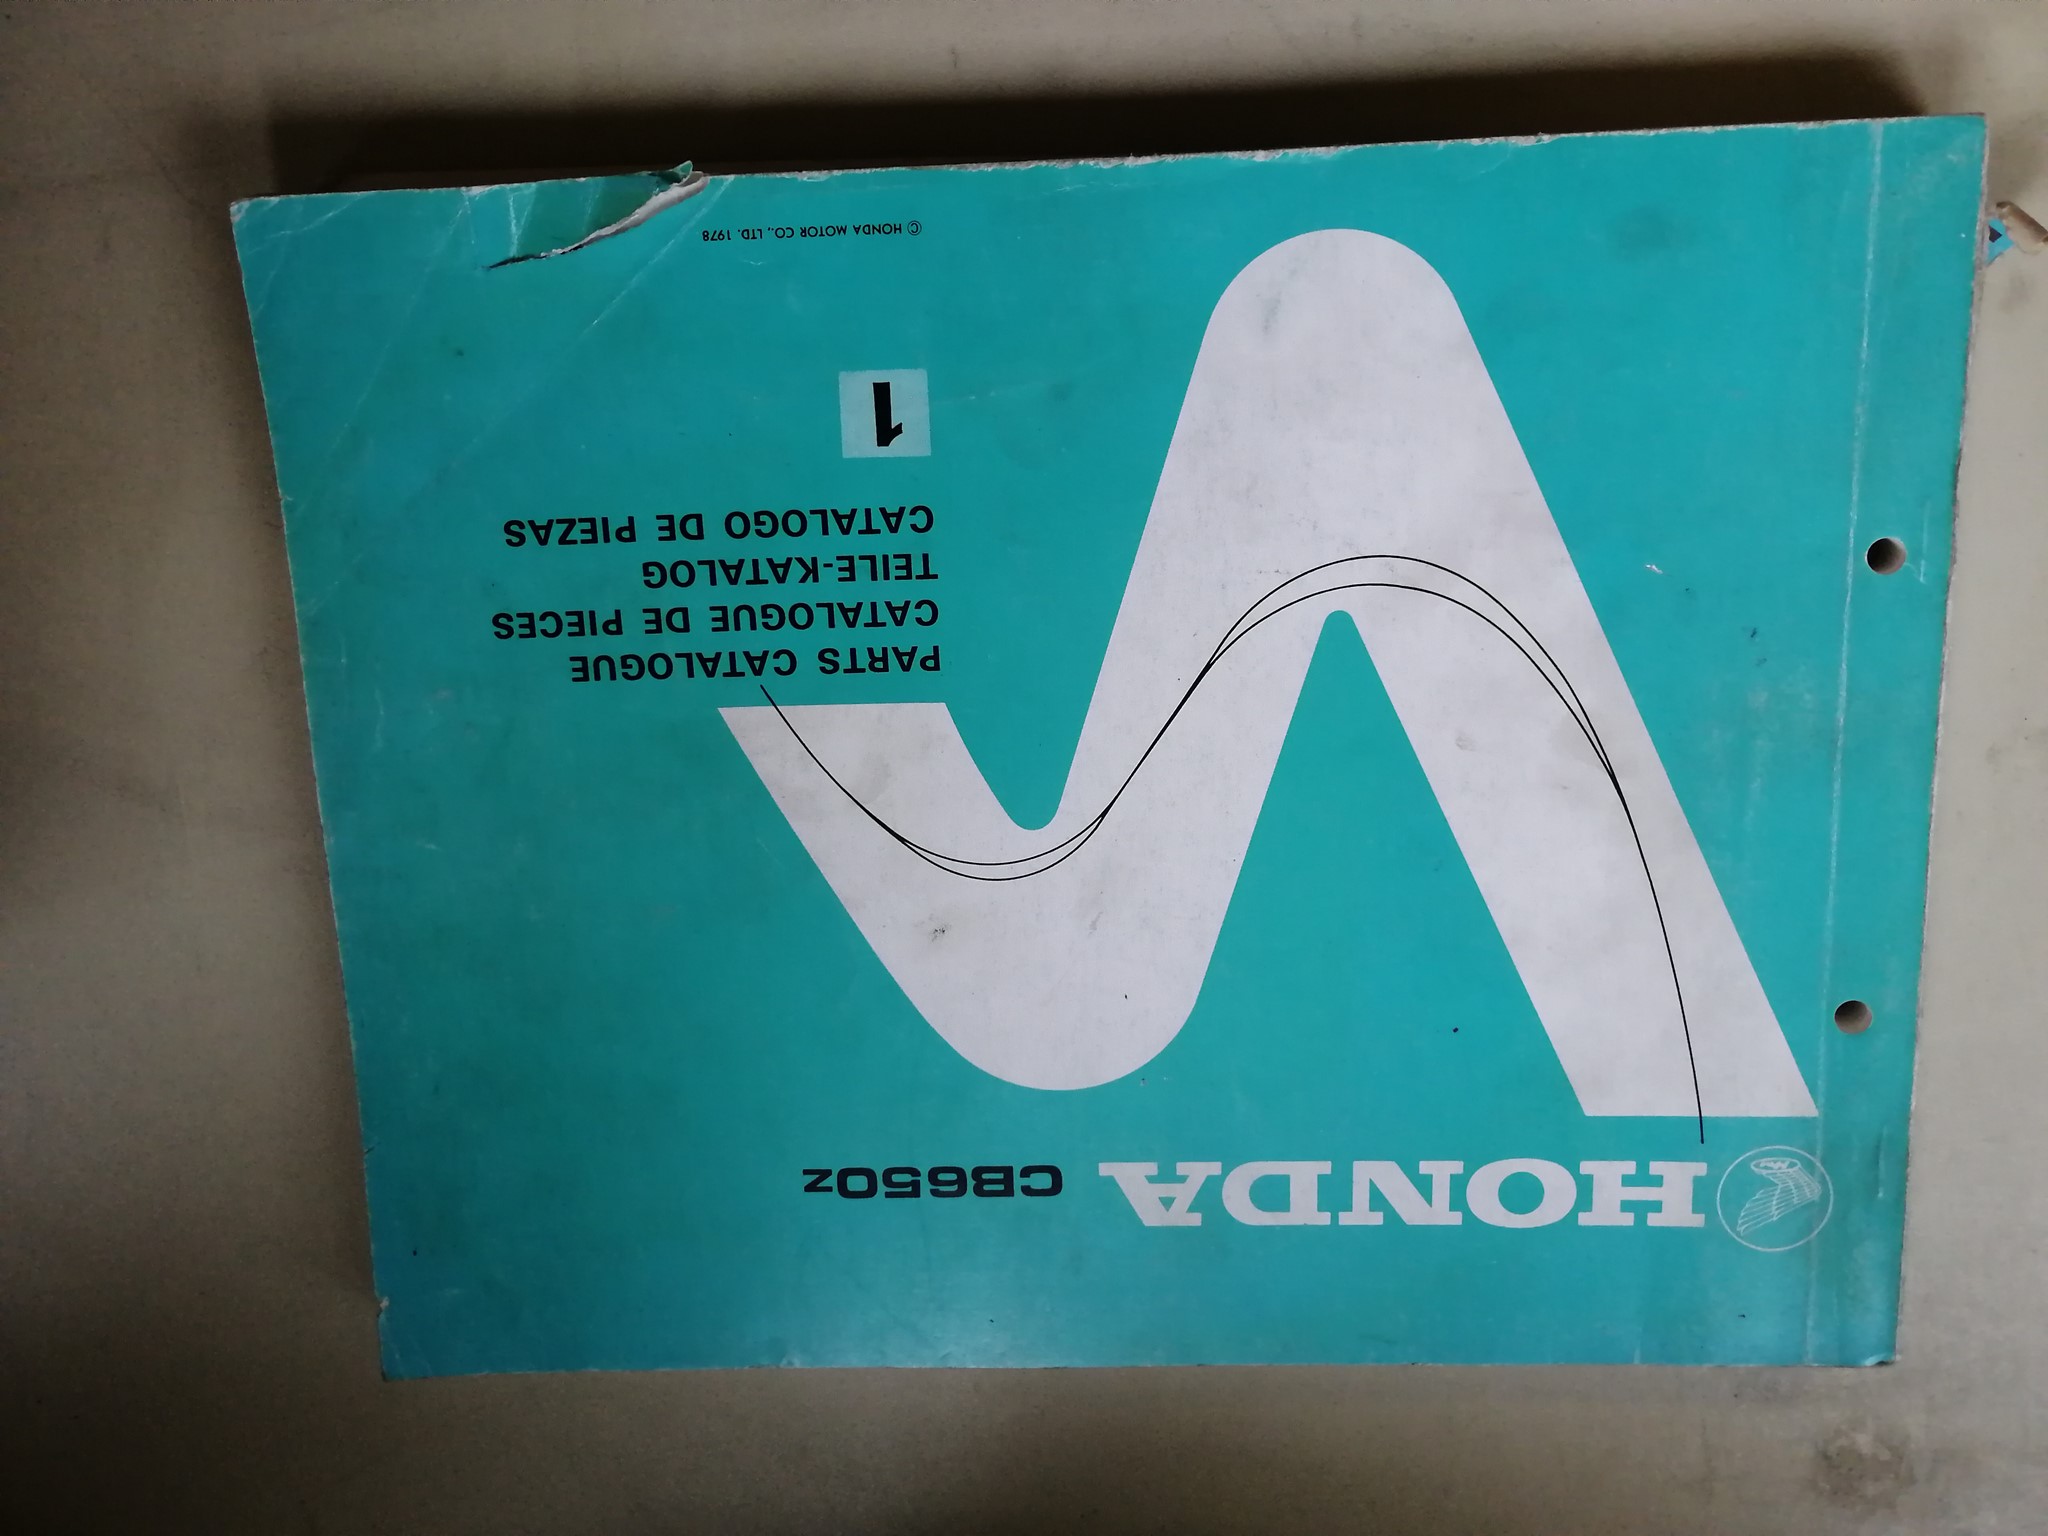 HONDA CB650Z
PARTS CATALOGUE
CATALOGUE DE PIECES
TEILE-KATALOG
CATALOGO DE PIEZAS
1
© HONDA MOTOR CO., LTD. 1978